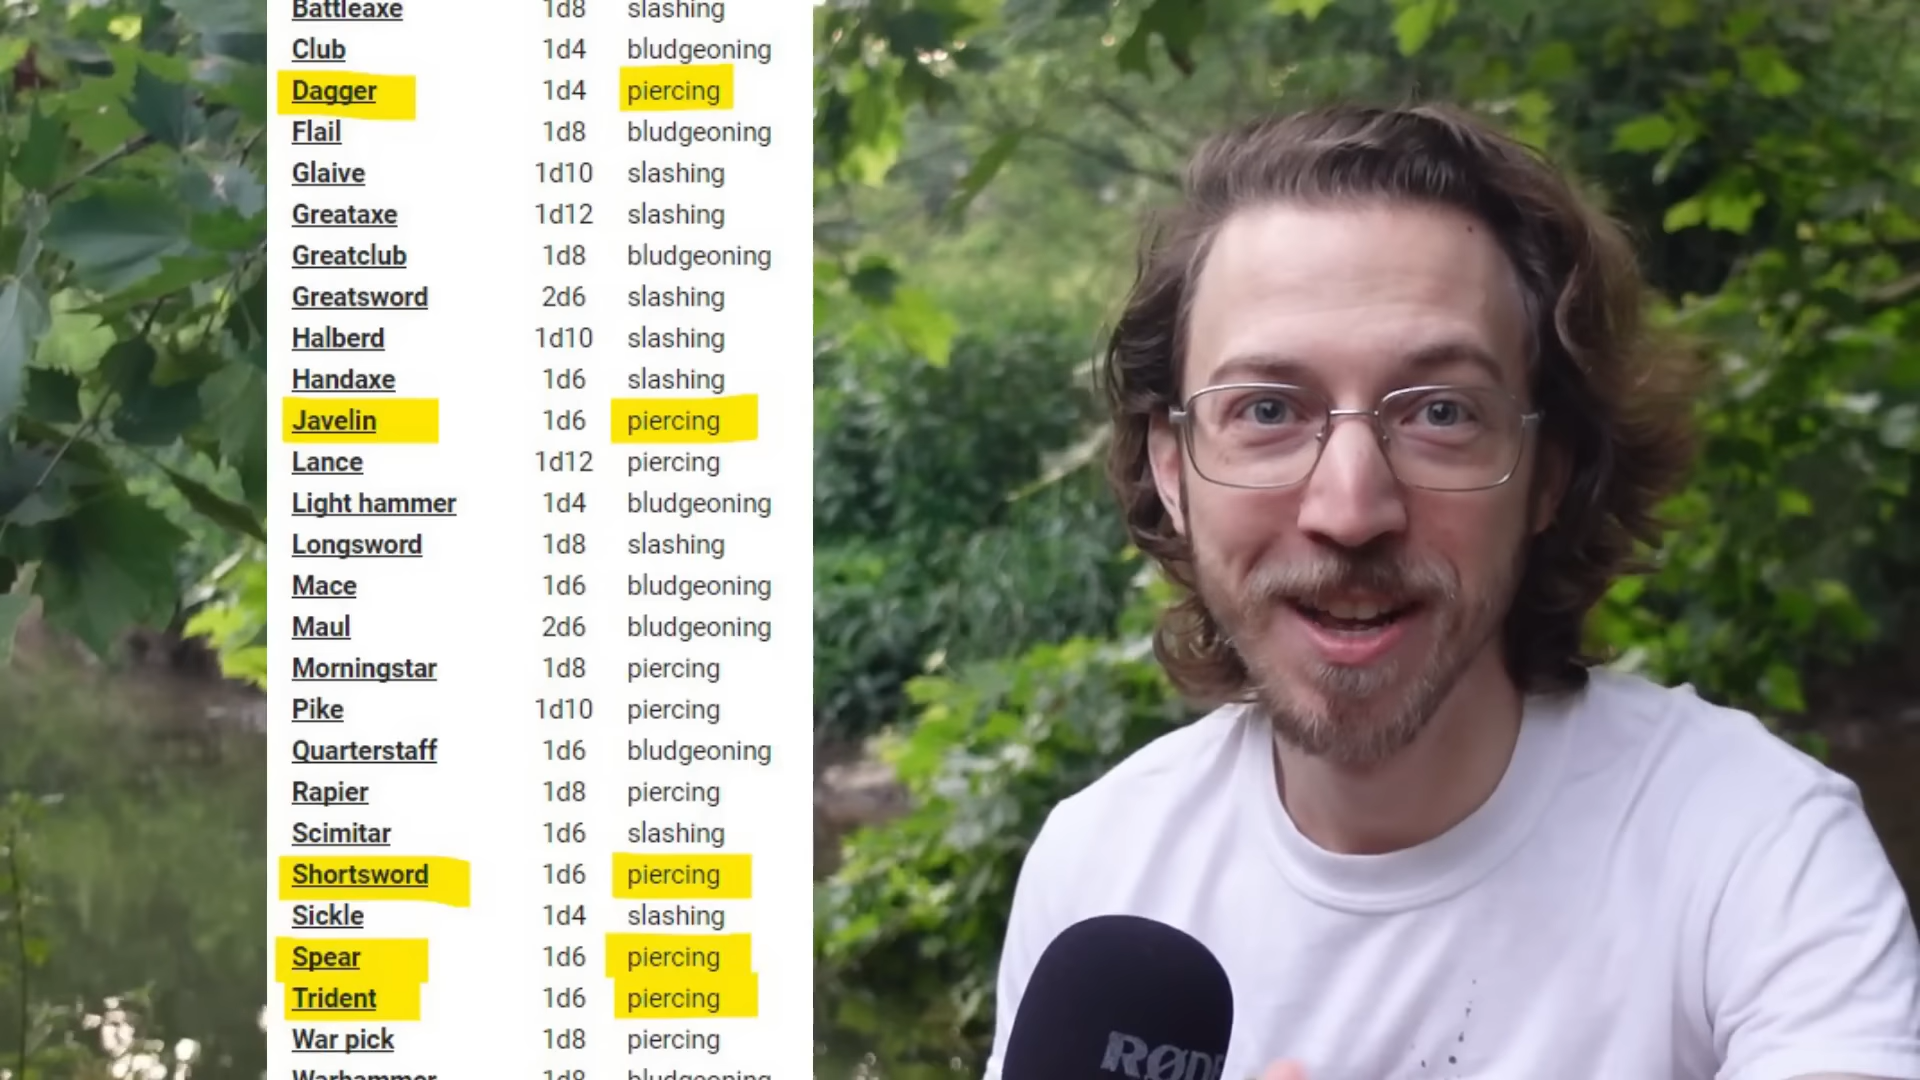 Battleaxe 1d8 slashing
Club 1d4 bludgeoning
Dagger 1d4 piercing
Flail 1d8 bludgeoning
Glaive 1d10 slashing
Greataxe 1d12 slashing
Greatclub 1d8 bludgeoning
Greatsword 2d6 slashing
Halberd 1d10 slashing
Handaxe 1d6 slashing
Javelin 1d6 piercing
Lance 1d12 piercing
Light hammer 1d4 bludgeoning
Longsword 1d8 slashing
Mace 1d6 bludgeoning
Maul 2d6 bludgeoning
Morningstar 1d8 piercing
Pike 1d10 piercing
Quarterstaff 1d6 bludgeoning
Rapier 1d8 piercing
Scimitar 1d6 slashing
Shortsword 1d6 piercing
Sickle 1d4 slashing
Spear 1d6 piercing
Trident 1d6 piercing
War pick 1d8 piercing
Warhammer 1d8 bludgeoning
RØDE